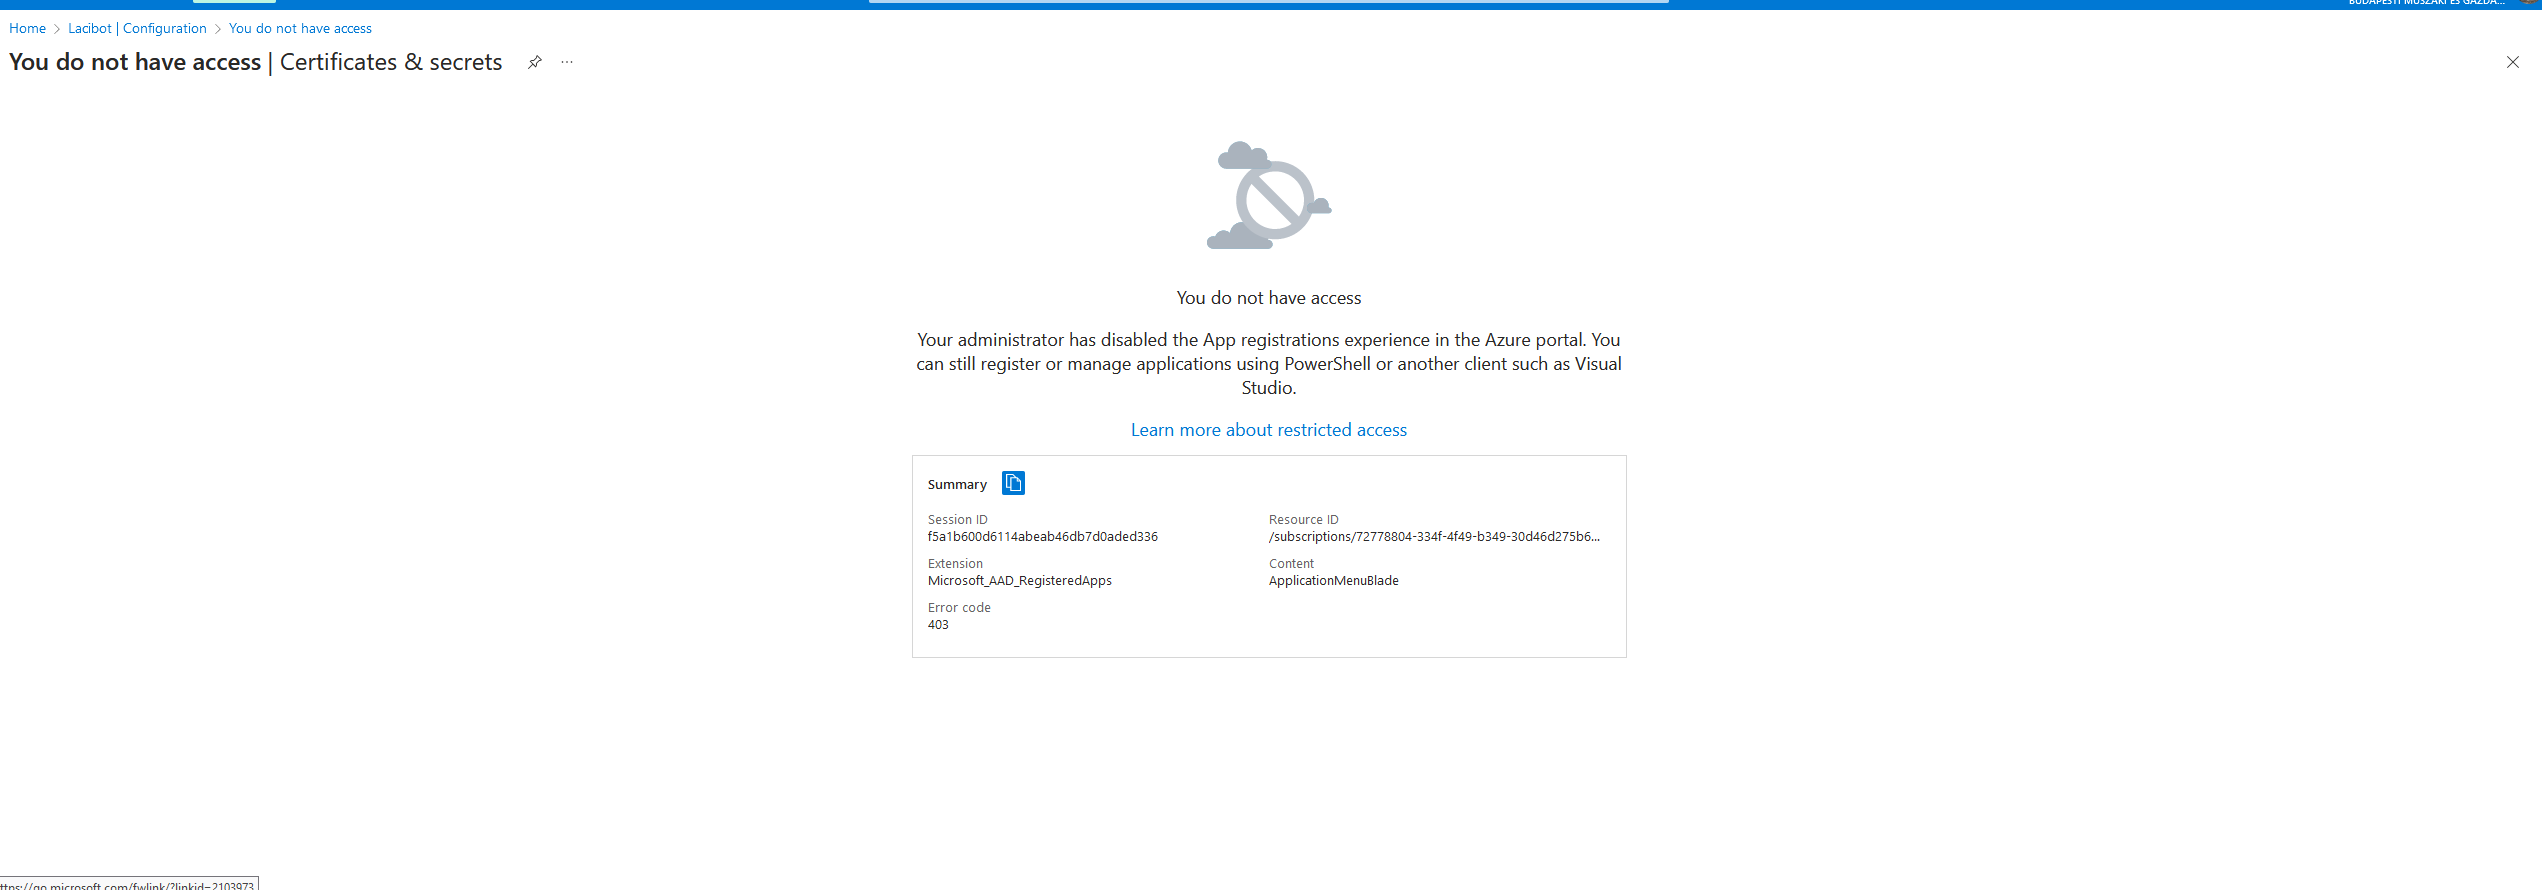 BUDAPESTI MŰSZAKI ÉS GAZDA...
Home > Lacibot | Configuration > You do not have access
You do not have access | Certificates & secrets
You do not have access
Your administrator has disabled the App registrations experience in the Azure portal. You
can still register or manage applications using PowerShell or another client such as Visual
Studio.
Learn more about restricted access
Summary
Session ID
f5a1b600d6114abeab46db7d0aded336
Resource ID
/subscriptions/72778804-334f-4f49-b349-30d46d275b6...
Extension
Microsoft_AAD_RegisteredApps
Content
ApplicationMenuBlade
Error code
403
ttps://go.microsoft.com/fwlink/?linkid=2103973